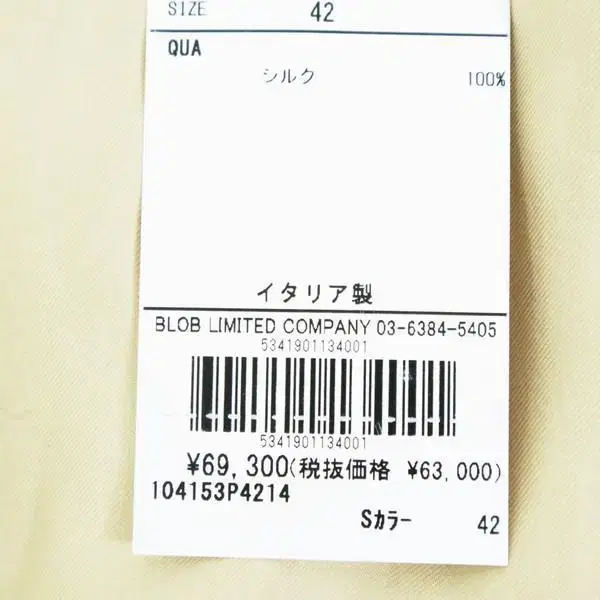 SIZE 42
QUA
シルク 100%
イタリア製
BLOB LIMITED COMPANY 03-6384-5405
5341901134001
5341901134001
¥69,300(税抜価格 ¥63,000)
104153P4214
Sカラー 42